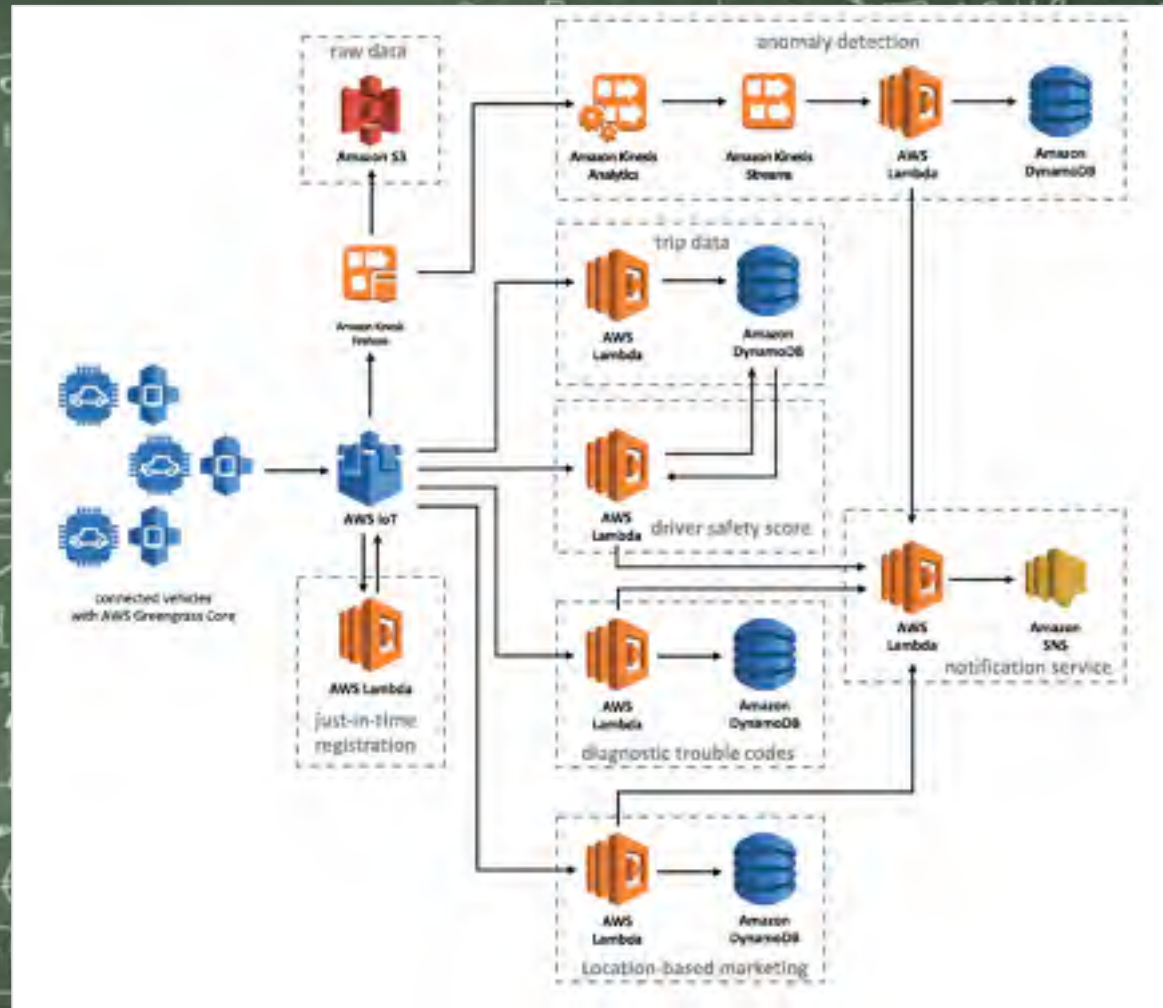 raw data
Amazon S3
anomaly detection
Amazon Kinesis
Analytics
Amazon Kinesis
Streams
AWS
Lambda
Amazon
DynamoDB
Amazon Kinesis
Firehose
trip data
AWS
Lambda
Amazon
DynamoDB
connected vehicles
with AWS Greengrass Core
AWS IoT
AWS
Lambda
driver safety score
AWS Lambda
just-in-time
registration
AWS
Lambda
Amazon
DynamoDB
diagnostic trouble codes
AWS
Lambda
Amazon
SNS
notification service
AWS
Lambda
Amazon
DynamoDB
Location-based marketing